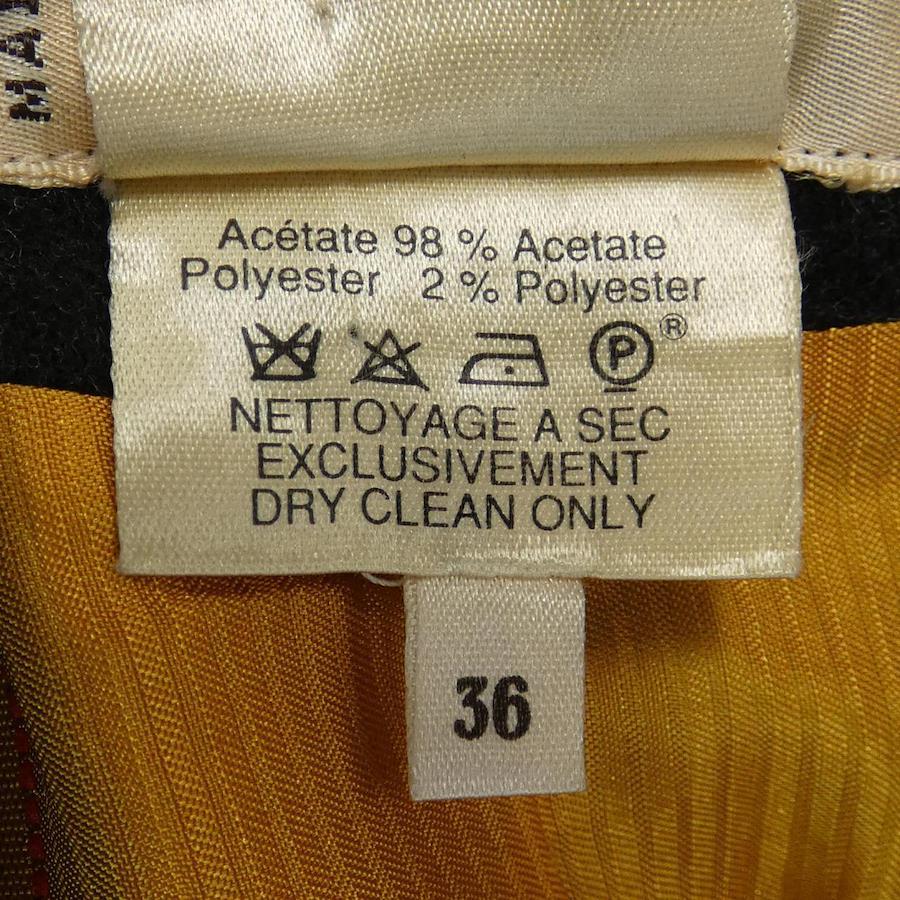 Acétate 98 % Acetate
Polyester 2 % Polyester
P ®
NETTOYAGE A SEC
EXCLUSIVEMENT
DRY CLEAN ONLY
36